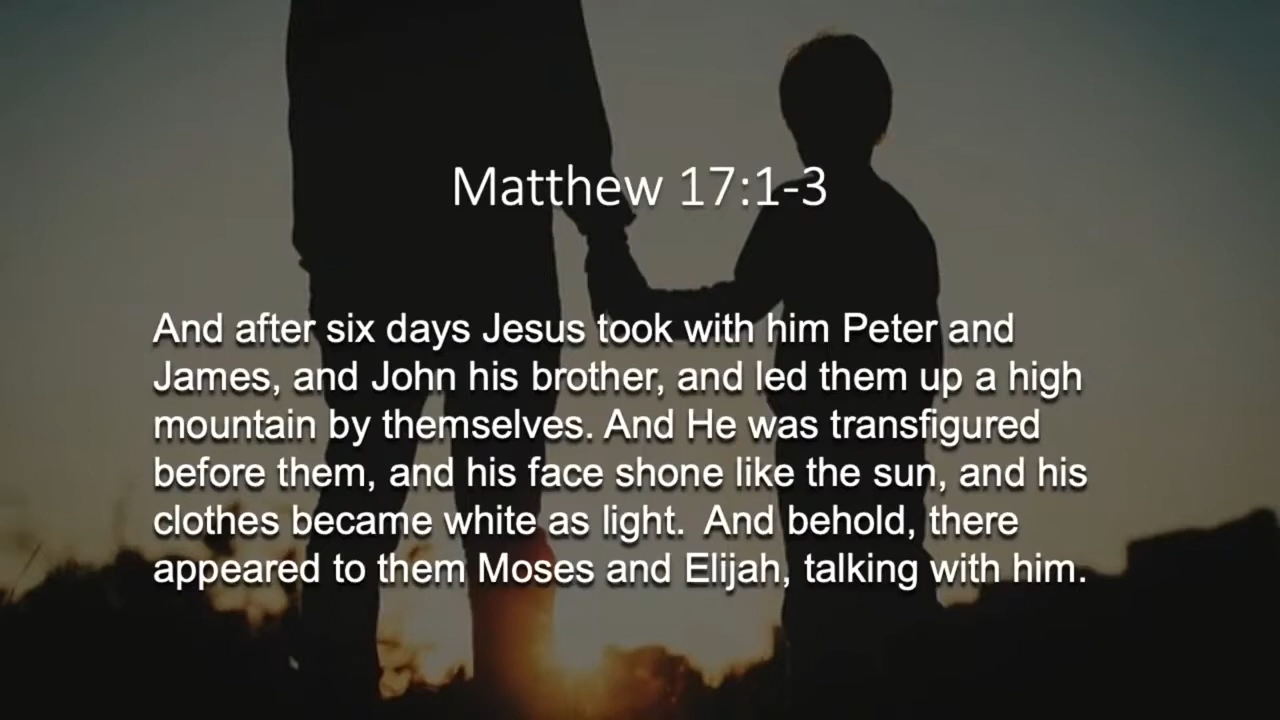 Matthew 17:1-3
And after six days Jesus took with him Peter and
James, and John his brother, and led them up a high
mountain by themselves. And He was transfigured
before them, and his face shone like the sun, and his
clothes became white as light.  And behold, there
appeared to them Moses and Elijah, talking with him.